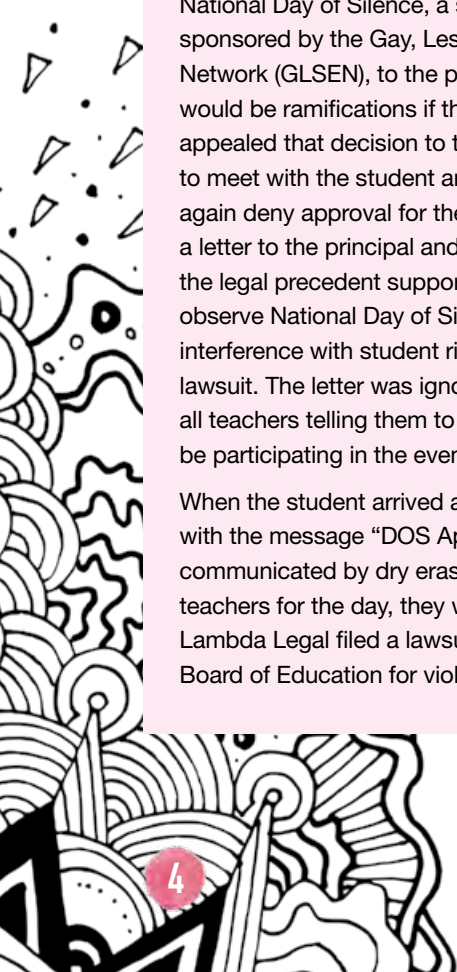 National Day of Silence, a s
sponsored by the Gay, Les
Network (GLSEN), to the p
would be ramifications if th
appealed that decision to t
to meet with the student ar
again deny approval for the
a letter to the principal and
the legal precedent suppor
observe National Day of Si
interference with student ri
lawsuit. The letter was igno
all teachers telling them to
be participating in the ever
When the student arrived a
with the message “DOS Ap
communicated by dry eras
teachers for the day, they w
Lambda Legal filed a lawsu
Board of Education for viol
4